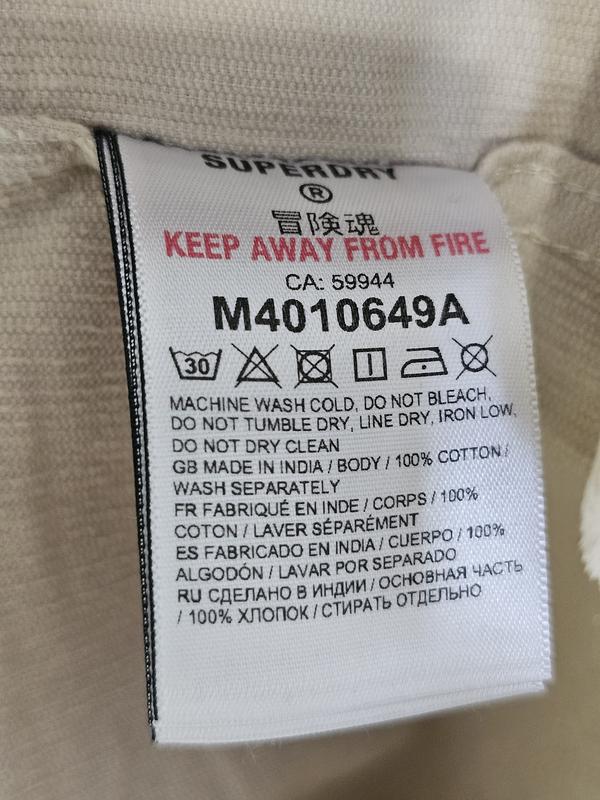 SUPERDRY
®
冒険魂
KEEP AWAY FROM FIRE
CA: 59944
M4010649A
30
MACHINE WASH COLD, DO NOT BLEACH,
DO NOT TUMBLE DRY, LINE DRY, IRON LOW,
DO NOT DRY CLEAN
GB MADE IN INDIA / BODY / 100% COTTON /
WASH SEPARATELY
FR FABRIQUÉ EN INDE / CORPS / 100%
COTON / LAVER SÉPARÉMENT
ES FABRICADO EN INDIA / CUERPO / 100%
ALGODÓN / LAVAR POR SEPARADO
RU СДЕЛАНО В ИНДИИ / ОСНОВНАЯ ЧАСТЬ
/ 100% ХЛОПОК / СТИРАТЬ ОТДЕЛЬНО